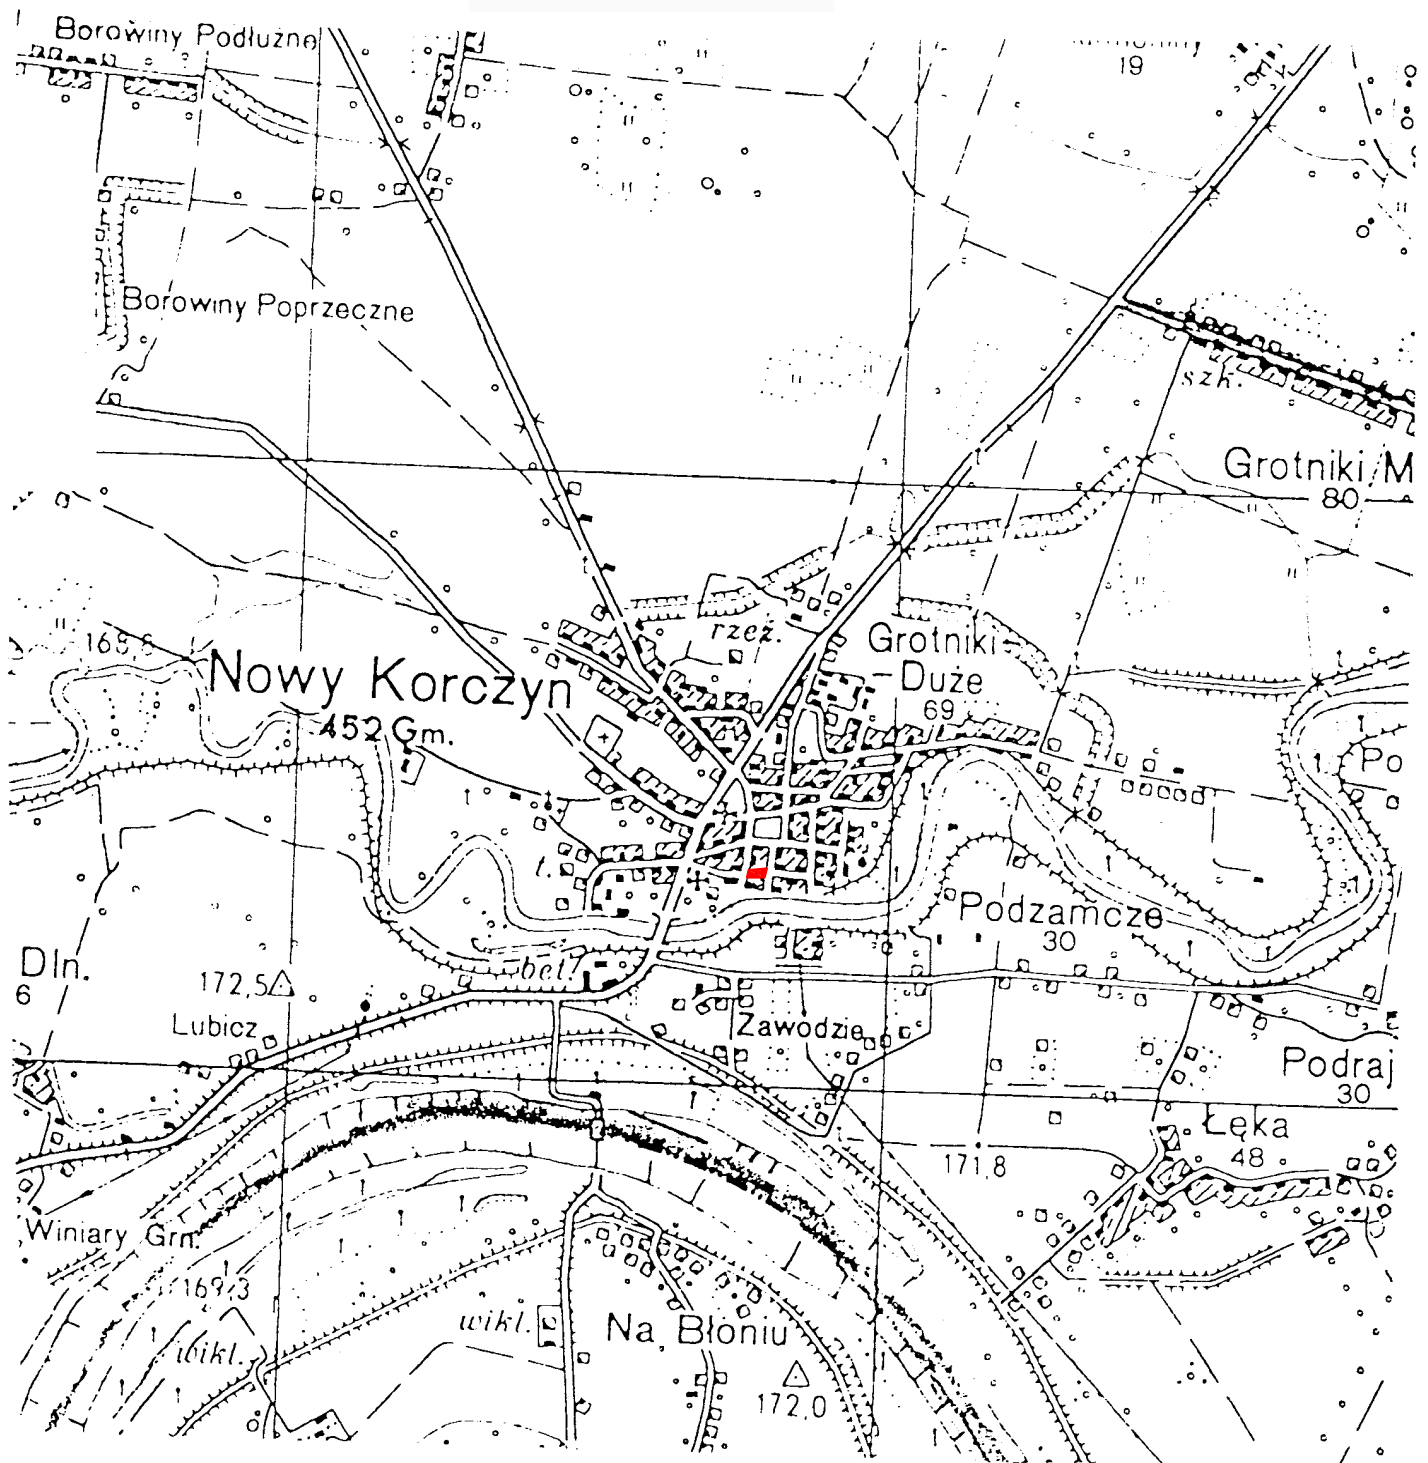 Borowiny Podłużne
19
Borowiny Poprzeczne
szk.
Grotniki M
80
168,6
rzeź.
Grotniki
Duże
69
Nowy Korczyn
452 Gm.
Po
t.
Podzamcze
30
Dln.
6
172,5
bet.
Lubicz
Zawodzie
Podraj
30
Łęka
48
171,8
Winiary Grn.
169,3
wikl.
wikl.
Na Błoniu
172,0